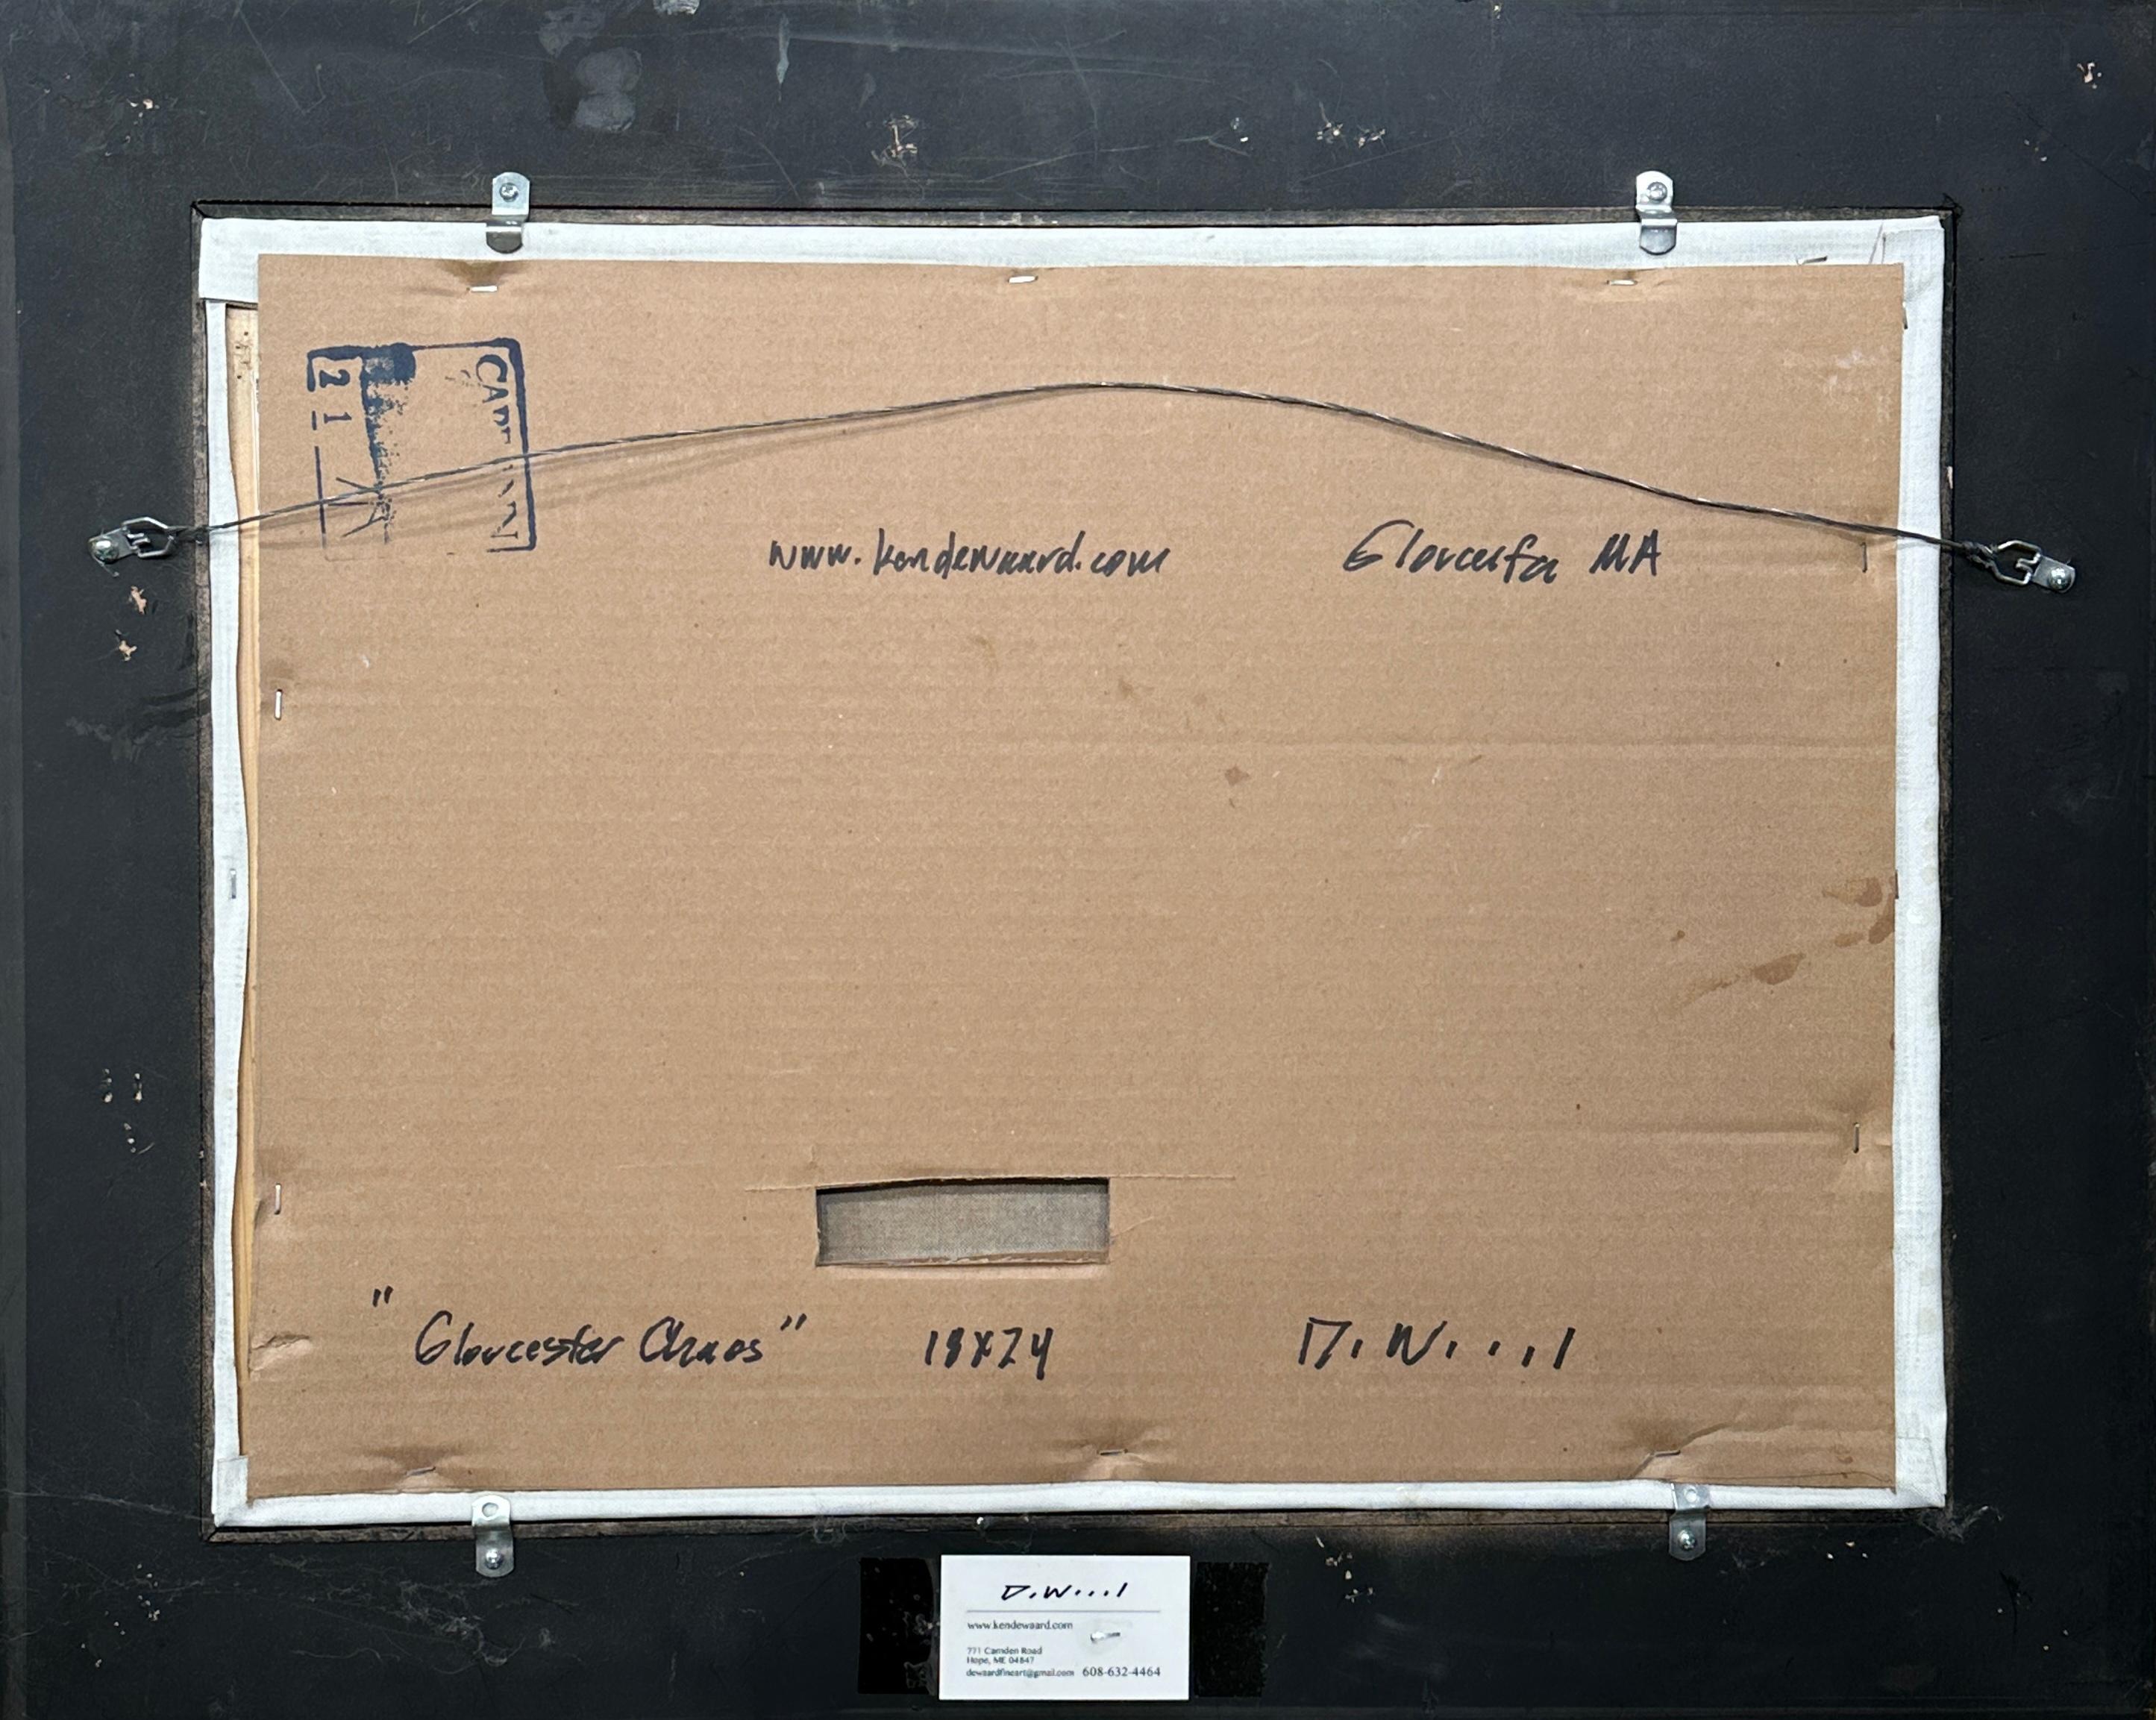 21
www.kendewaard.com
Gloucester MA
"Gloucester Chaos"
18x24
D.W...l
D.W...l
www.kendewaard.com
771 Camden Road
Hope, ME 04847
dewaardfineart@gmail.com 608-632-4464